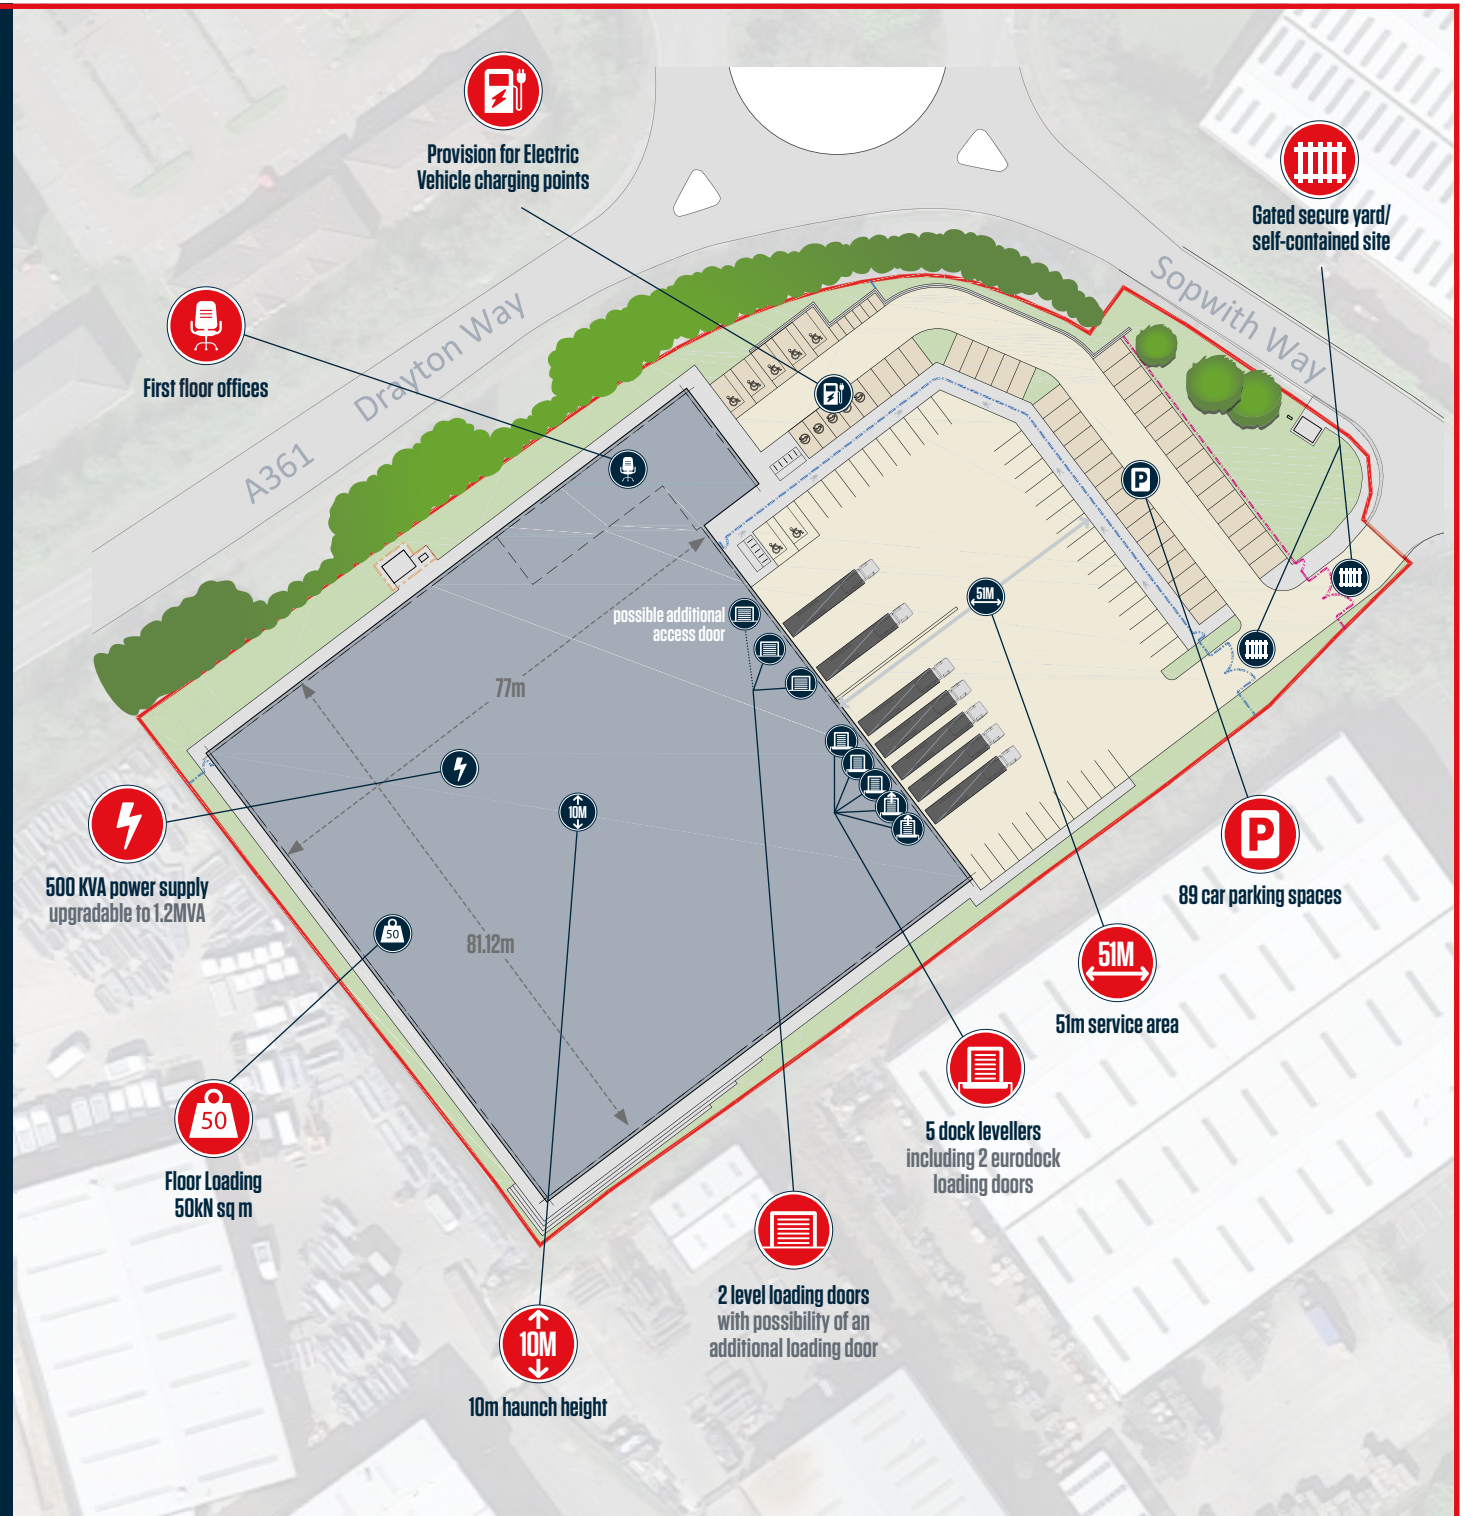 Provision for Electric
Vehicle charging points
Gated secure yard/
self-contained site
Sopwith Way
First floor offices
A361 Drayton Way
P
51M
possible additional
access door
77m
10M
500 KVA power supply
upgradable to 1.2MVA
50
81.12m
P
89 car parking spaces
51M
51m service area
5 dock levellers
including 2 eurodock
loading doors
50
Floor Loading
50kN sq m
2 level loading doors
with possibility of an
additional loading door
10M
10m haunch height